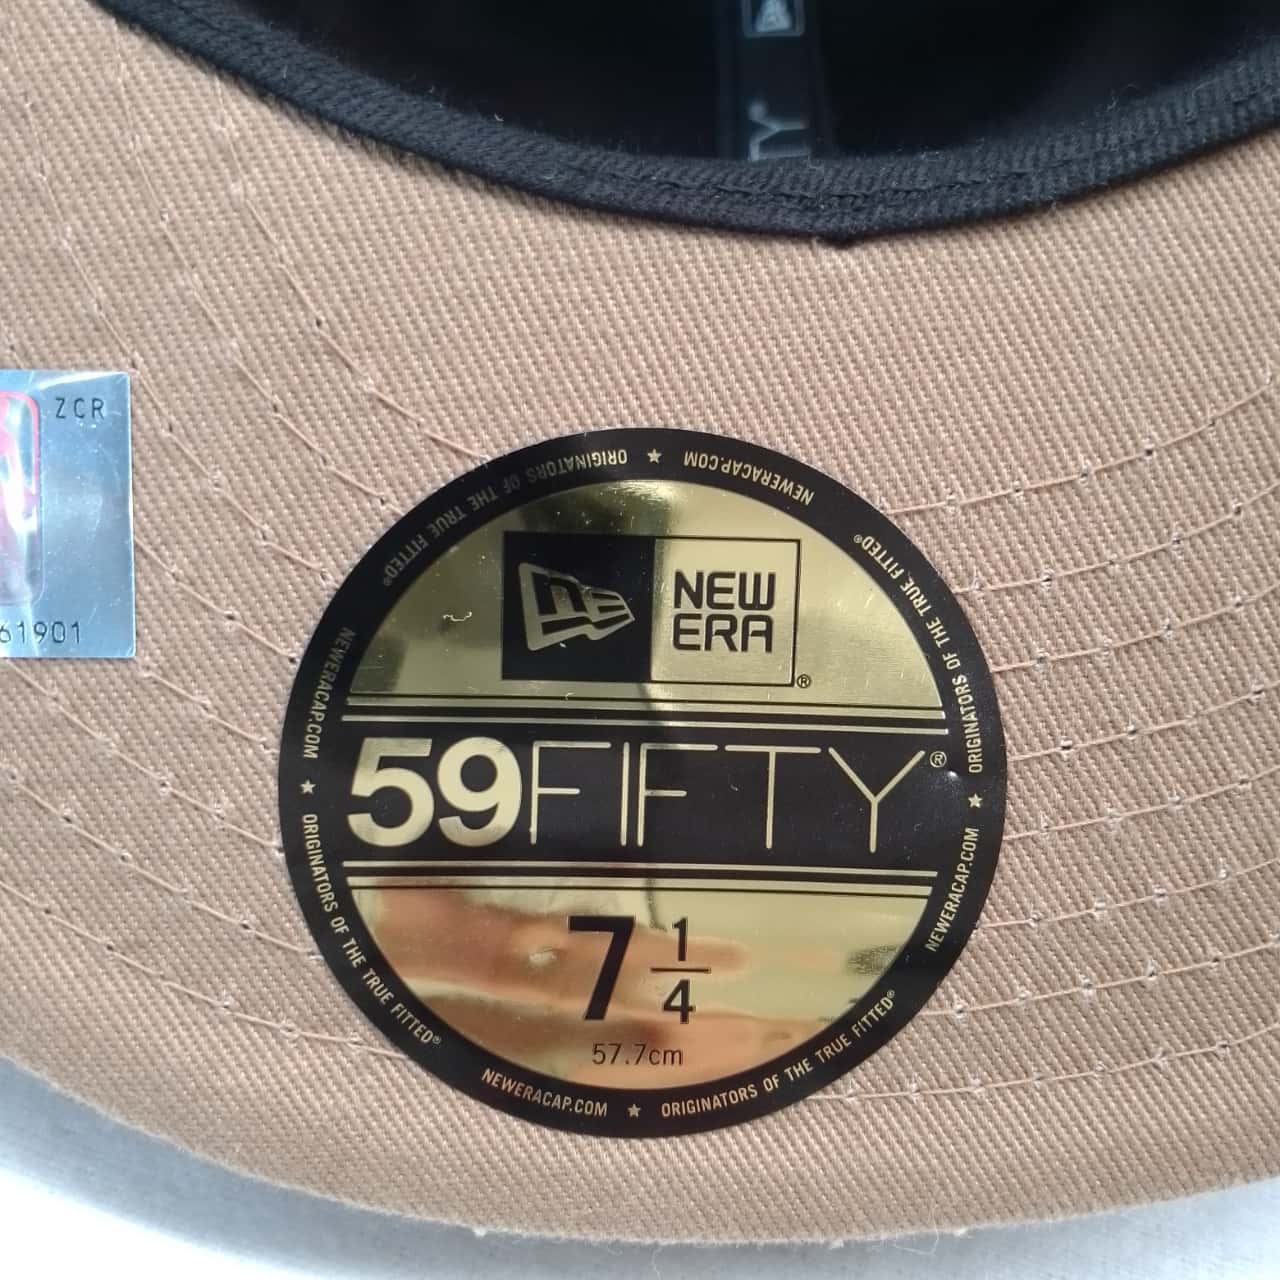 ZCR
61901
NEW
ERA
®
59FIFTY®
7 1/4
57.7cm
ORIGINATORS OF THE TRUE FITTED® ★ NEWERACAP.COM
ORIGINATORS OF THE TRUE FITTED® ★ NEWERACAP.COM
ORIGINATORS OF THE TRUE FITTED® ★ NEWERACAP.COM
ORIGINATORS OF THE TRUE FITTED® ★ NEWERACAP.COM